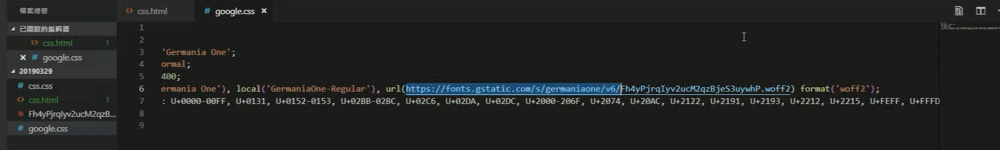 檔案總管
<> css.html
# google.css ×
已開啟的編輯器
<> css.html 1
× # google.css
20190329
# css.css
<> css.html 1
Fh4yPjrqIyv2ucM2qzB...
# google.css
1
2
3 'Germania One';
4 ormal;
5 400;
6 ermania One'), local('GermaniaOne-Regular'), url(https://fonts.gstatic.com/s/germaniaone/v6/Fh4yPjrqIyv2ucM2qzBjeS3uywhP.woff2) format('woff2');
7 : U+0000-00FF, U+0131, U+0152-0153, U+02BB-02BC, U+02C6, U+02DA, U+02DC, U+2000-206F, U+2074, U+20AC, U+2122, U+2191, U+2193, U+2212, U+2215, U+FEFF, U+FFFD
8
9